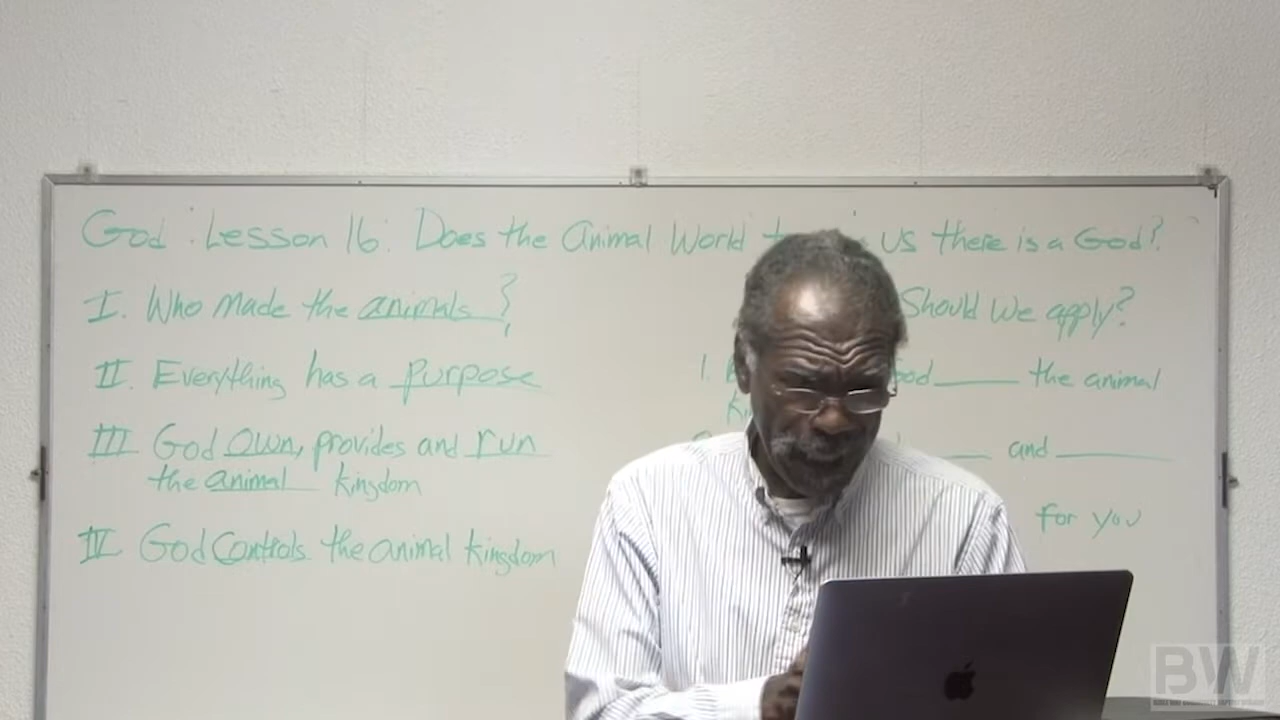 God : Lesson 16 : Does the Animal World us there is a God?
I. Who Made the animals ?
II. Everything has a purpose
III God own, provides and run
the animal kingdom
IV God Controls the animal kingdom
Should We apply?
1. the animal
and
for you
BW